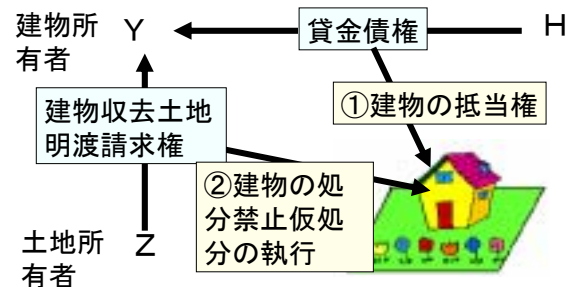 建物所
有者
Y
貸金債権
H
①建物の抵当権
建物収去土地
明渡請求権
②建物の処
分禁止仮処
分の執行
土地所
有者
Z